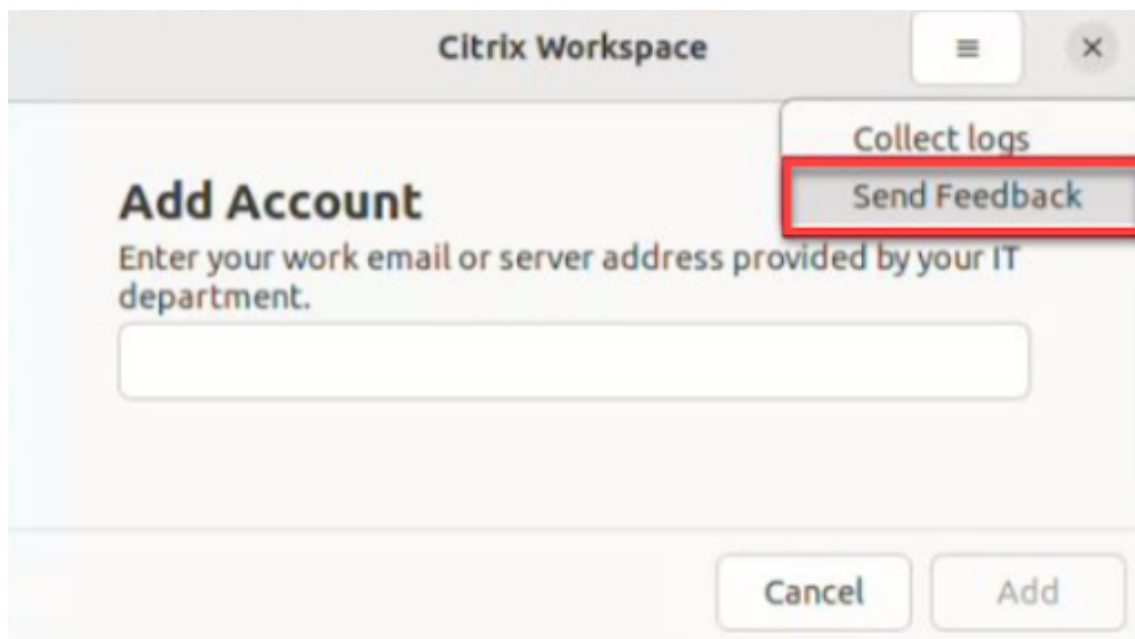 Citrix Workspace
Collect logs
Send Feedback
Add Account
Enter your work email or server address provided by your IT
department.
Cancel
Add